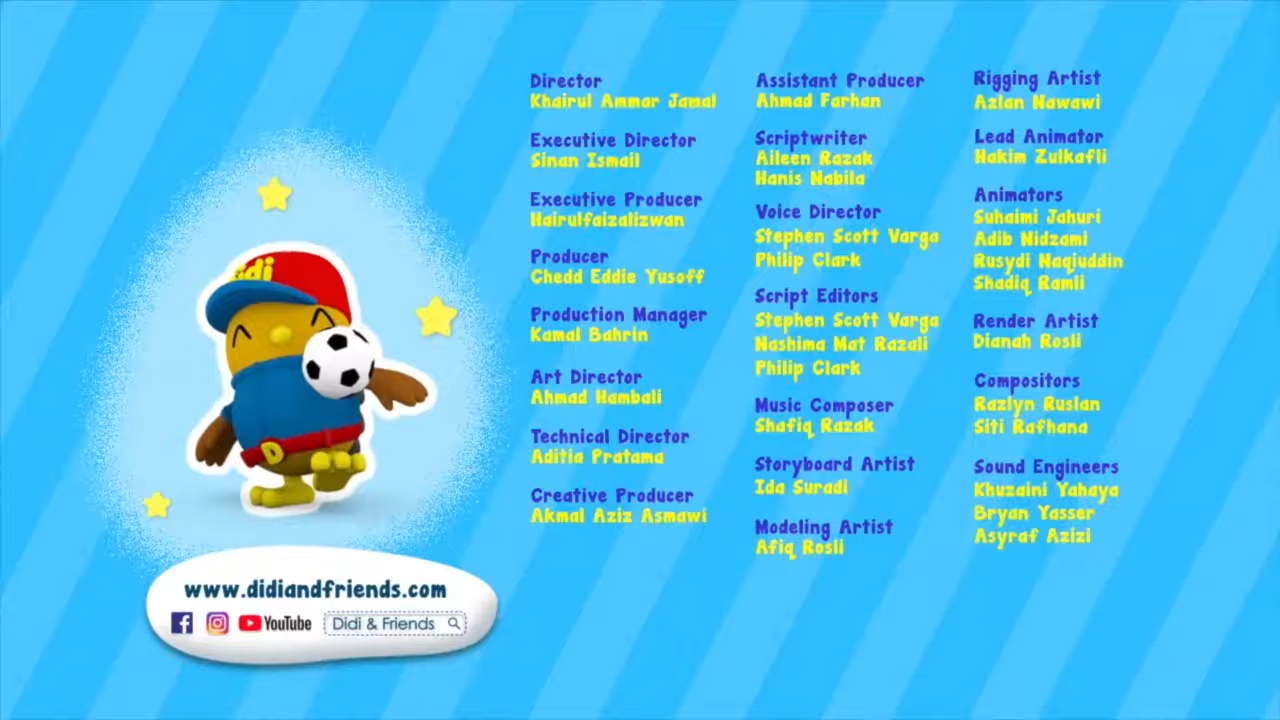 di
www.didiandfriends.com
YouTube
Didi & Friends
Director
Khairul Ammar Jamal
Executive Director
Sinan Ismail
Executive Producer
Hairulfaizalizwan
Producer
Chedd Eddie Yusoff
Production Manager
Kamal Bahrin
Art Director
Ahmad Hambali
Technical Director
Aditia Pratama
Creative Producer
Akmal Aziz Asmawi
Assistant Producer
Ahmad Farhan
Scriptwriter
Aileen Razak
Hanis Nabila
Voice Director
Stephen Scott Varga
Philip Clark
Script Editors
Stephen Scott Varga
Nashima Mat Razali
Philip Clark
Music Composer
Shafiq Razak
Storyboard Artist
Ida Suradi
Modeling Artist
Afiq Rosli
Rigging Artist
Azlan Nawawi
Lead Animator
Hakim Zulkafli
Animators
Suhaimi Jahuri
Adib Nidzami
Rusydi Naqiuddin
Shadiq Ramli
Render Artist
Dianah Rosli
Compositors
Razlyn Ruslan
Siti Rafhana
Sound Engineers
Khuzaini Yahaya
Bryan Yasser
Asyraf Azizi